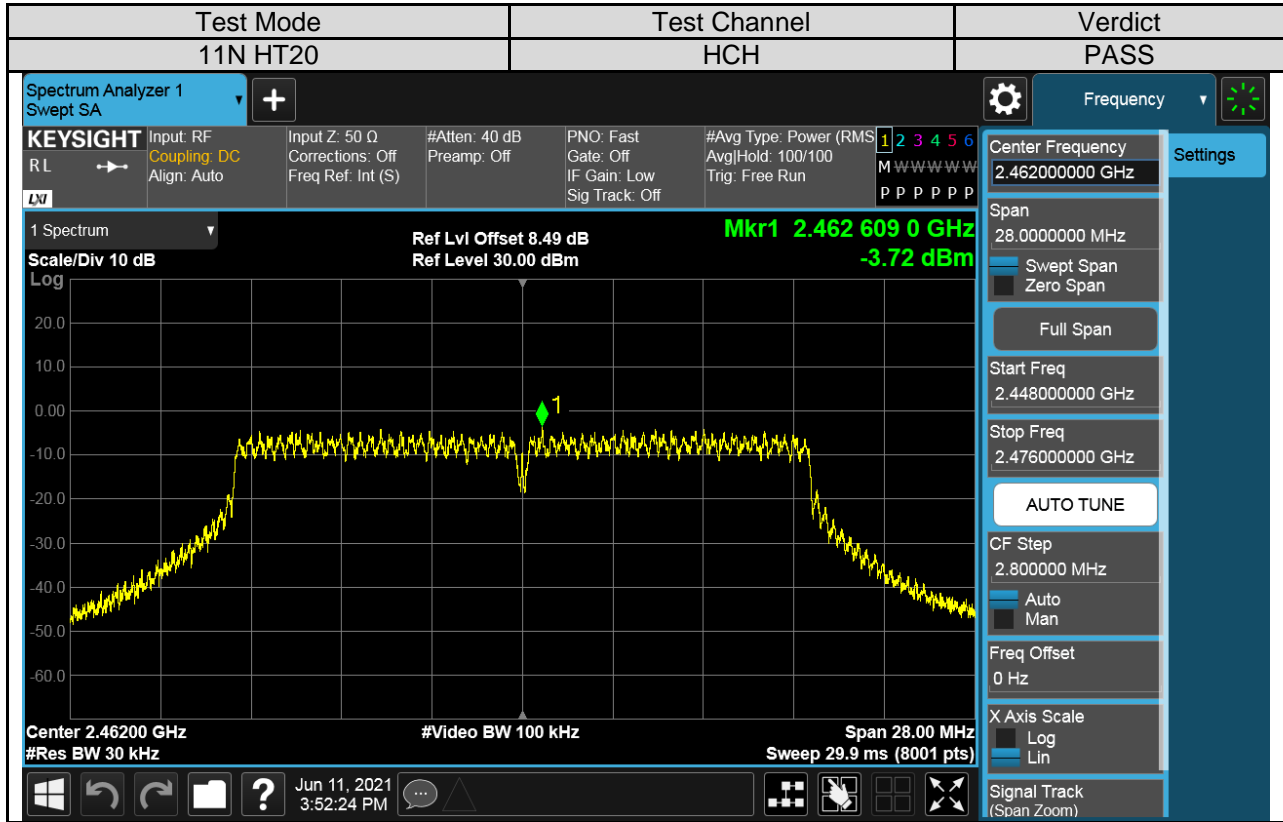 Test Mode Test Channel Verdict
11N HT20 HCH PASS
Spectrum Analyzer 1
Swept SA
+
Frequency
KEYSIGHT Input: RF Input Z: 50 Ω #Atten: 40 dB PNO: Fast #Avg Type: Power (RMS 1 2 3 4 5 6
R L Coupling: DC Corrections: Off Preamp: Off Gate: Off Avg|Hold: 100/100 M W W W W W
Align: Auto Freq Ref: Int (S) IF Gain: Low Trig: Free Run
LXI Sig Track: Off P P P P P P
1 Spectrum
Ref Lvl Offset 8.49 dB
Mkr1 2.462 609 0 GHz
Scale/Div 10 dB Ref Level 30.00 dBm -3.72 dBm
Log
20.0
10.0
0.00
1
-10.0
-20.0
-30.0
-40.0
-50.0
-60.0
Center 2.46200 GHz #Video BW 100 kHz Span 28.00 MHz
#Res BW 30 kHz Sweep 29.9 ms (8001 pts)
?
Jun 11, 2021
3:52:24 PM
Center Frequency
2.462000000 GHz
Settings
Span
28.0000000 MHz
Swept Span
Zero Span
Full Span
Start Freq
2.448000000 GHz
Stop Freq
2.476000000 GHz
AUTO TUNE
CF Step
2.800000 MHz
Auto
Man
Freq Offset
0 Hz
X Axis Scale
Log
Lin
Signal Track
(Span Zoom)